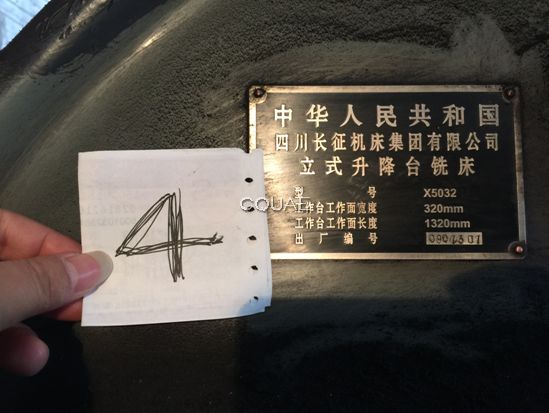 中华人民共和国
四川长征机床集团有限公司
立式升降台铣床
型 号 X5032
工作台工作面宽度 320mm
工作台工作面长度 1320mm
出厂编号
4